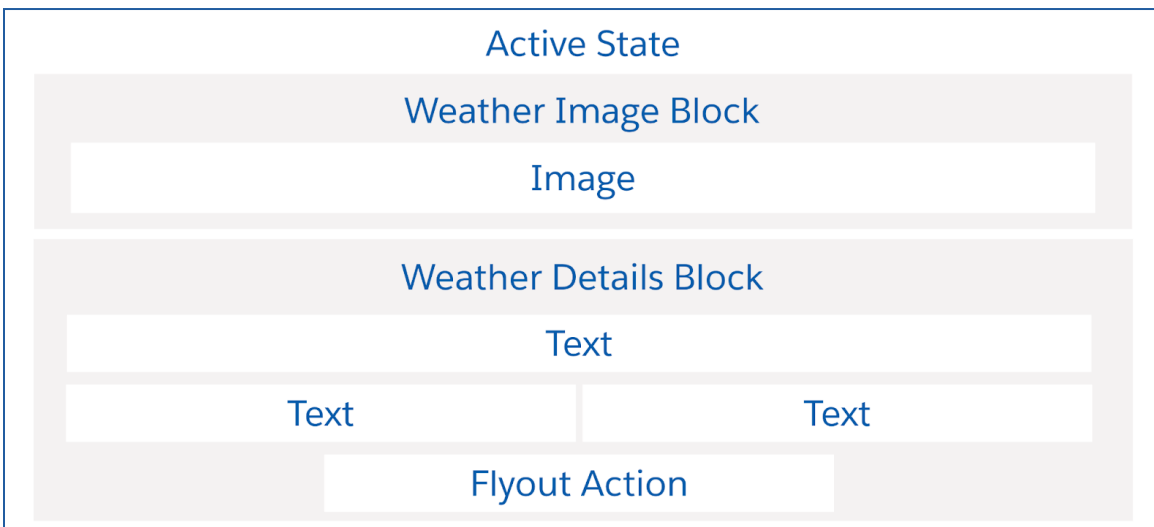 Active State
Weather Image Block
Image
Weather Details Block
Text
Text Text
Flyout Action